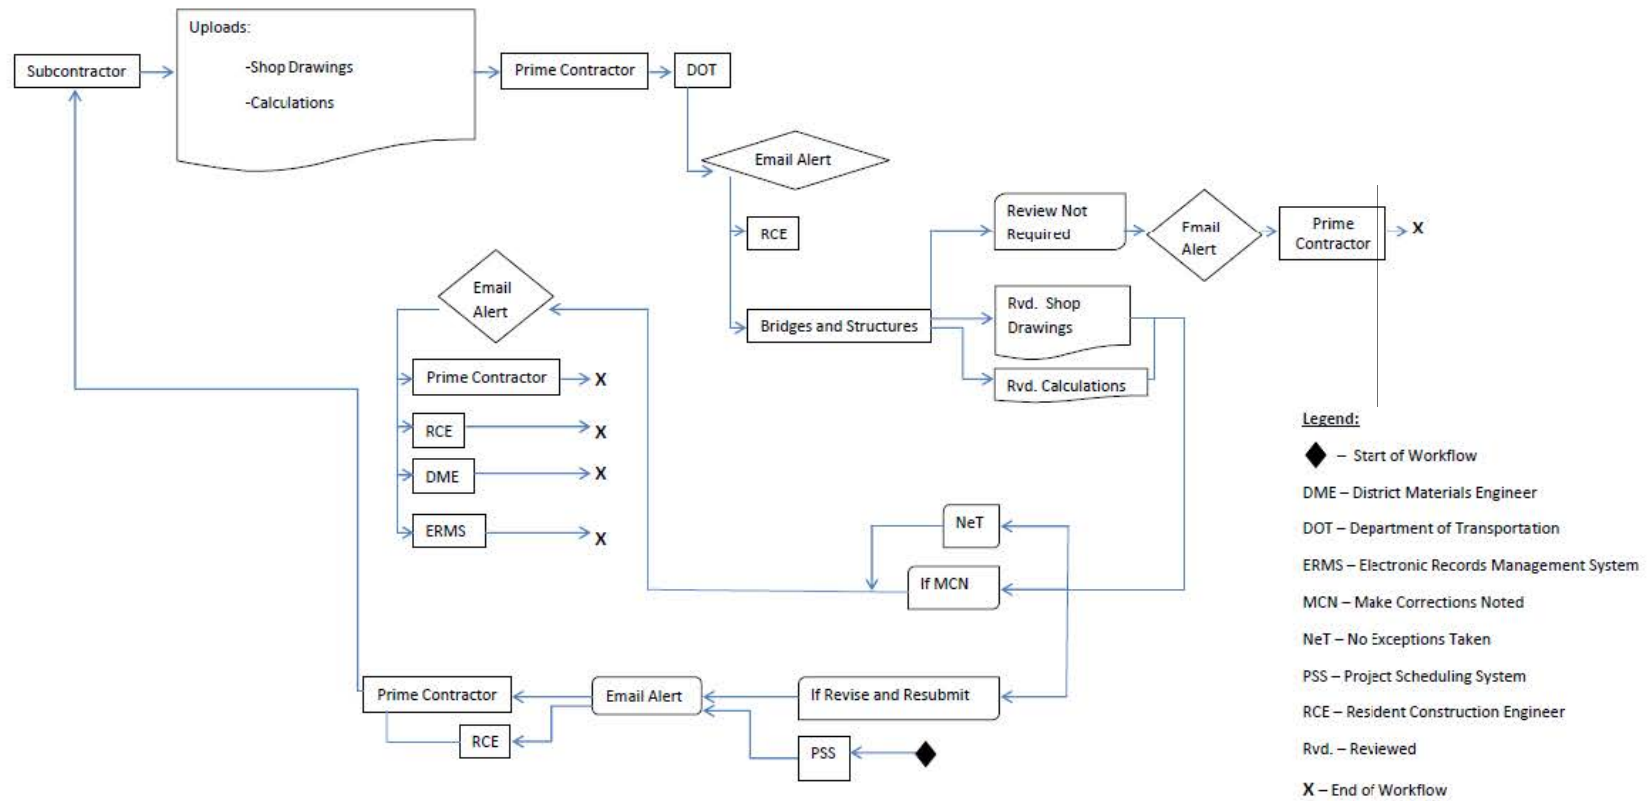 Uploads:
-Shop Drawings
-Calculations
Subcontractor
Prime Contractor
DOT
Email Alert
RCE
Bridges and Structures
Review Not
Required
Email
Alert
Prime
Contractor
X
Rvd. Shop
Drawings
Rvd. Calculations
Email
Alert
Prime Contractor
X
RCE
X
DME
X
ERMS
X
NeT
If MCN
If Revise and Resubmit
Email Alert
Prime Contractor
RCE
PSS
Legend:
– Start of Workflow
DME – District Materials Engineer
DOT – Department of Transportation
ERMS – Electronic Records Management System
MCN – Make Corrections Noted
NeT – No Exceptions Taken
PSS – Project Scheduling System
RCE – Resident Construction Engineer
Rvd. – Reviewed
X – End of Workflow